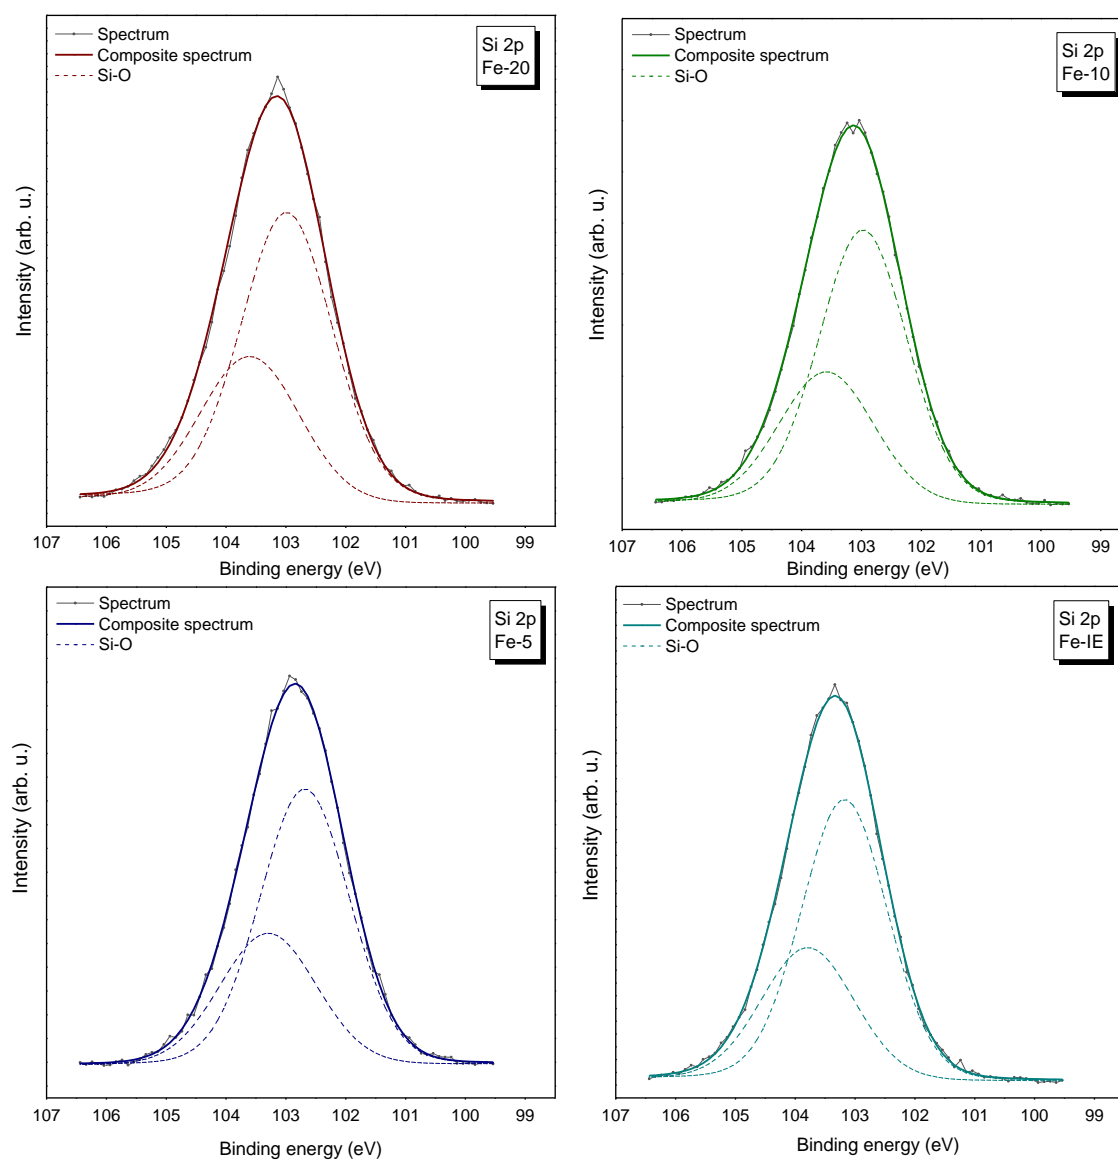 Spectrum
Composite spectrum
Si-O
Si 2p
Fe-20
Intensity (arb. u.)
107 106 105 104 103 102 101 100 99
Binding energy (eV)
Spectrum
Composite spectrum
Si-O
Si 2p
Fe-10
Intensity (arb. u.)
107 106 105 104 103 102 101 100 99
Binding energy (eV)
Spectrum
Composite spectrum
Si-O
Si 2p
Fe-5
Intensity (arb. u.)
107 106 105 104 103 102 101 100 99
Binding energy (eV)
Spectrum
Composite spectrum
Si-O
Si 2p
Fe-IE
Intensity (arb. u.)
107 106 105 104 103 102 101 100 99
Binding energy (eV)